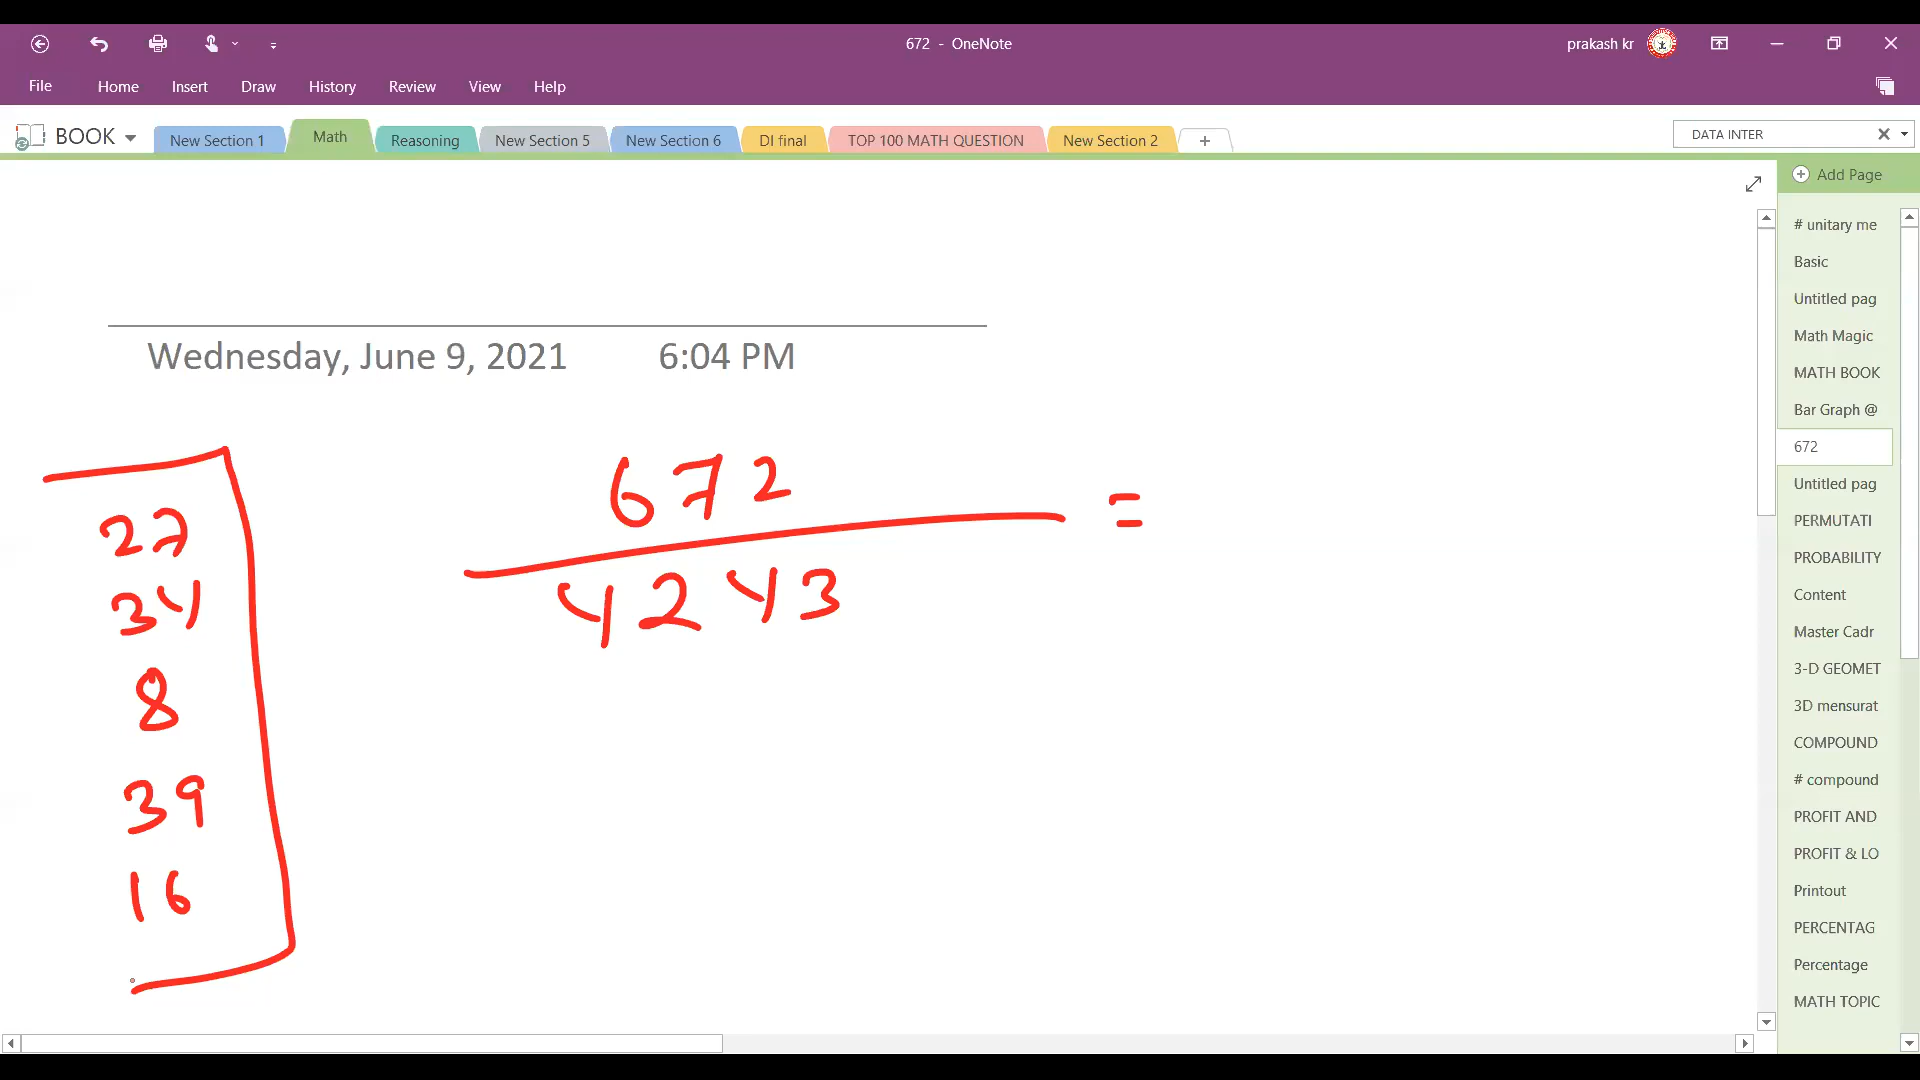 672 - OneNote
prakash kr
File Home Insert Draw History Review View Help
BOOK New Section 1 Math Reasoning New Section 5 New Section 6 DI final TOP 100 MATH QUESTION New Section 2 +
DATA INTER
Add Page
# unitary me
Basic
Untitled pag
Math Magic
MATH BOOK
Bar Graph @
672
Untitled pag
PERMUTATI
PROBABILITY
Content
Master Cadr
3-D GEOMET
3D mensurat
COMPOUND
# compound
PROFIT AND
PROFIT & LO
Printout
PERCENTAG
Percentage
MATH TOPIC
Wednesday, June 9, 2021 6:04 PM
27
34
8
39
16
672
=
4243